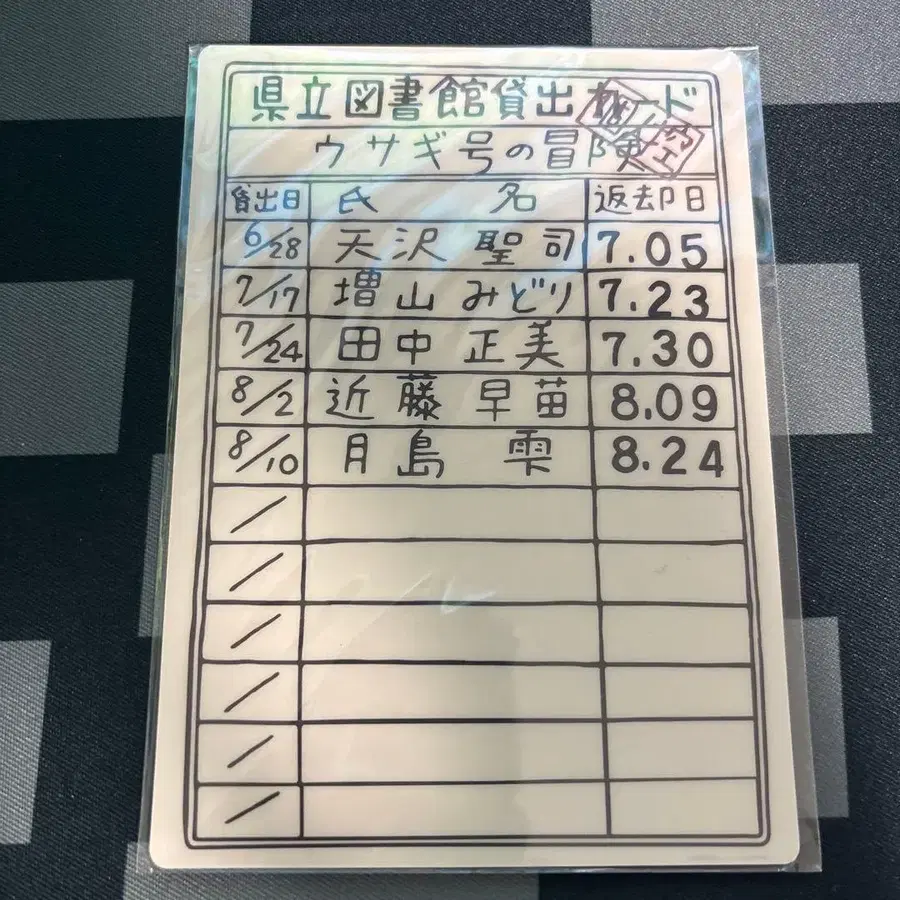 県立図書館貸出カード
ウサギ号の冒険
貸出日 氏 名 返却日
6/28 天沢 聖司 7.05
7/17 増山 みどり 7.23
7/24 田中 正美 7.30
8/2 近藤 早苗 8.09
8/10 月島 雫 8.24
/
/
/
/
/
/